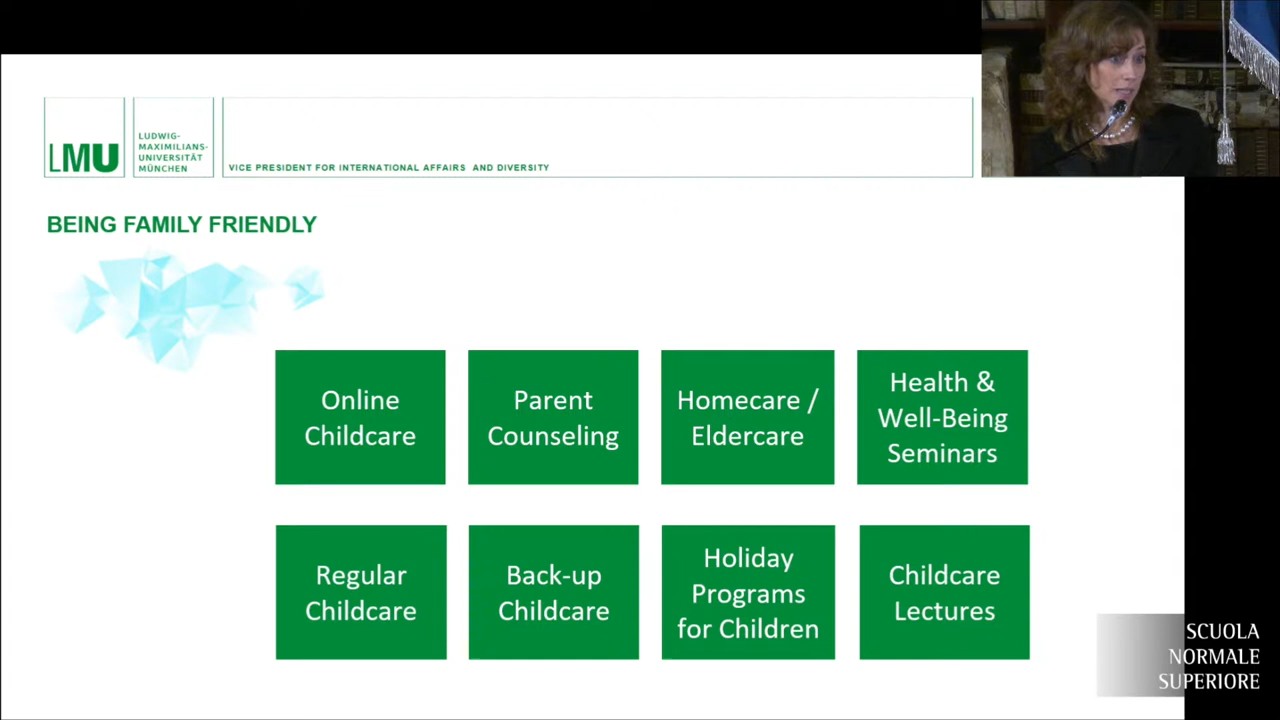 LMU
LUDWIG-
MAXIMILIANS-
UNIVERSITÄT
MÜNCHEN
VICE PRESIDENT FOR INTERNATIONAL AFFAIRS AND DIVERSITY
BEING FAMILY FRIENDLY
Online
Childcare
Parent
Counseling
Homecare /
Eldercare
Health &
Well-Being
Seminars
Regular
Childcare
Back-up
Childcare
Holiday
Programs
for Children
Childcare
Lectures
SCUOLA
NORMALE
SUPERIORE